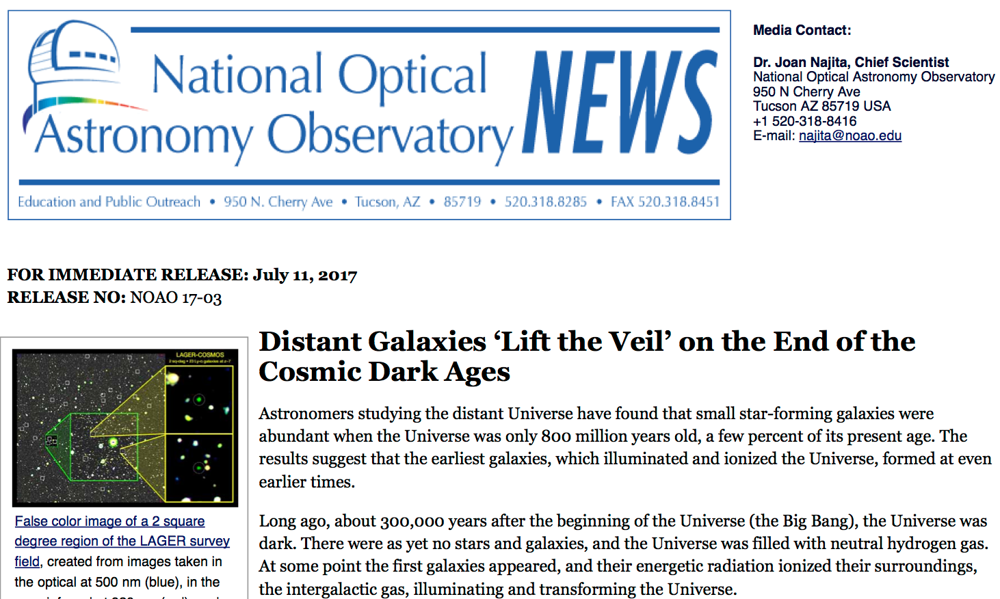 National Optical
Astronomy Observatory
NEWS
Education and Public Outreach • 950 N. Cherry Ave • Tucson, AZ • 85719 • 520.318.8285 • FAX 520.318.8451
Media Contact:
Dr. Joan Najita, Chief Scientist
National Optical Astronomy Observatory
950 N Cherry Ave
Tucson AZ 85719 USA
+1 520-318-8416
E-mail: najita@noao.edu
FOR IMMEDIATE RELEASE: July 11, 2017
RELEASE NO: NOAO 17-03
LAGER-COSMOS
False color image of a 2 square
degree region of the LAGER survey
field, created from images taken in
the optical at 500 nm (blue), in the
Distant Galaxies ‘Lift the Veil’ on the End of the
Cosmic Dark Ages
Astronomers studying the distant Universe have found that small star-forming galaxies were
abundant when the Universe was only 800 million years old, a few percent of its present age. The
results suggest that the earliest galaxies, which illuminated and ionized the Universe, formed at even
earlier times.
Long ago, about 300,000 years after the beginning of the Universe (the Big Bang), the Universe was
dark. There were as yet no stars and galaxies, and the Universe was filled with neutral hydrogen gas.
At some point the first galaxies appeared, and their energetic radiation ionized their surroundings,
the intergalactic gas, illuminating and transforming the Universe.